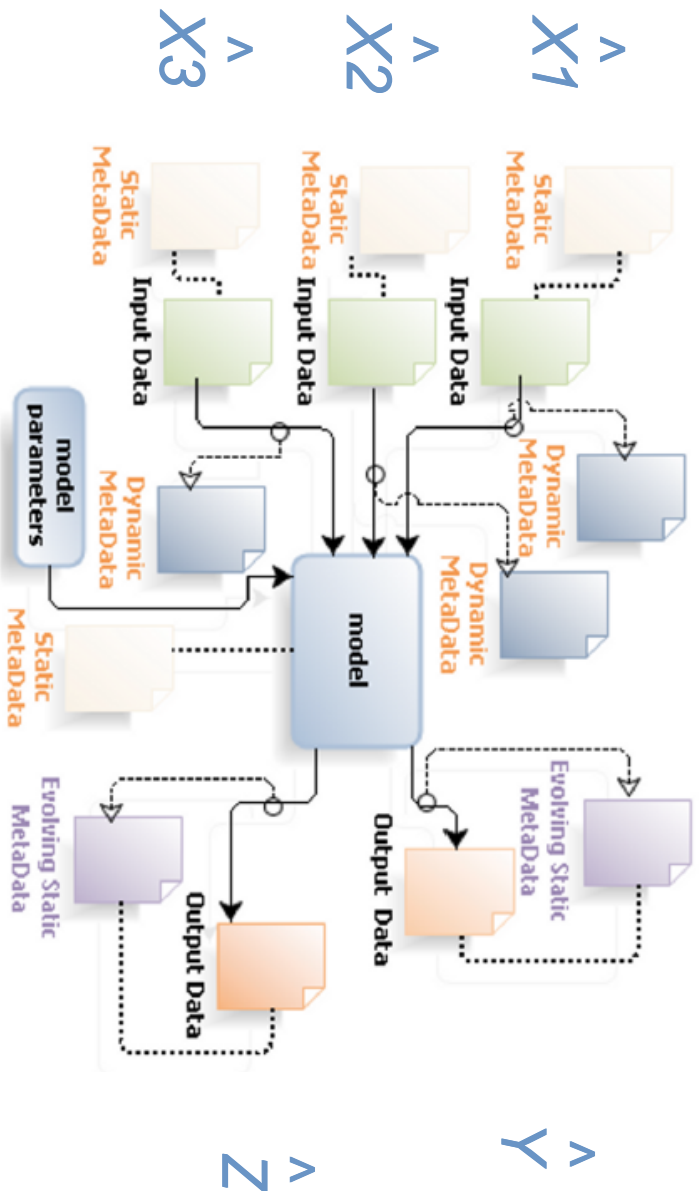 ^
X1
Static
MetaData
Input Data
Dynamic
MetaData
Evolving Static
MetaData
^
Y
^
X2
Static
MetaData
Input Data
Dynamic
MetaData
model
Output Data
^
X3
Static
MetaData
Input Data
Dynamic
MetaData
Output Data
^
Z
model
parameters
Static
MetaData
Evolving Static
MetaData